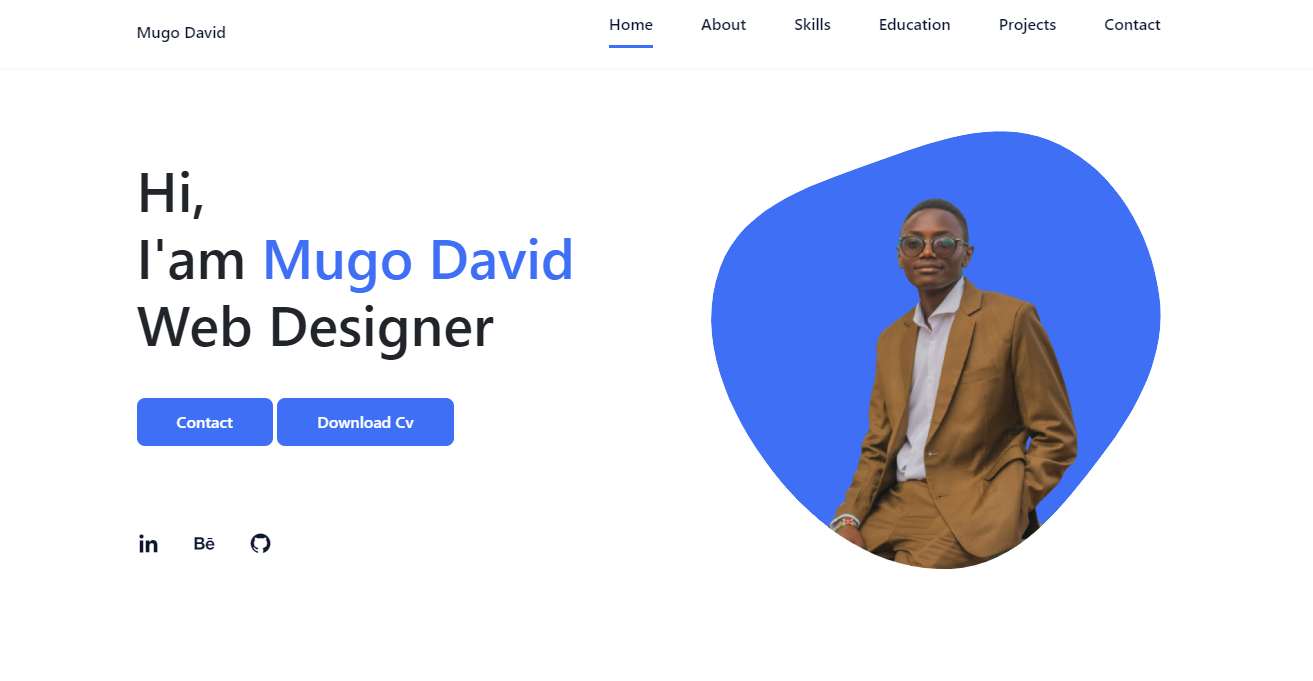 Mugo David
Home About Skills Education Projects Contact
Hi,
I'am Mugo David
Web Designer
Contact Download Cv
in Bē